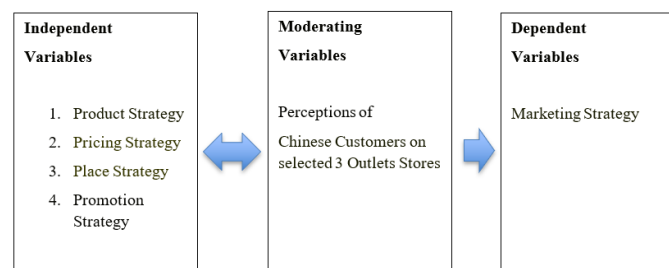 Independent
Variables
1. Product Strategy
2. Pricing Strategy
3. Place Strategy
4. Promotion
Strategy
Moderating
Variables
Perceptions of
Chinese Customers on
selected 3 Outlets Stores
Dependent
Variables
Marketing Strategy